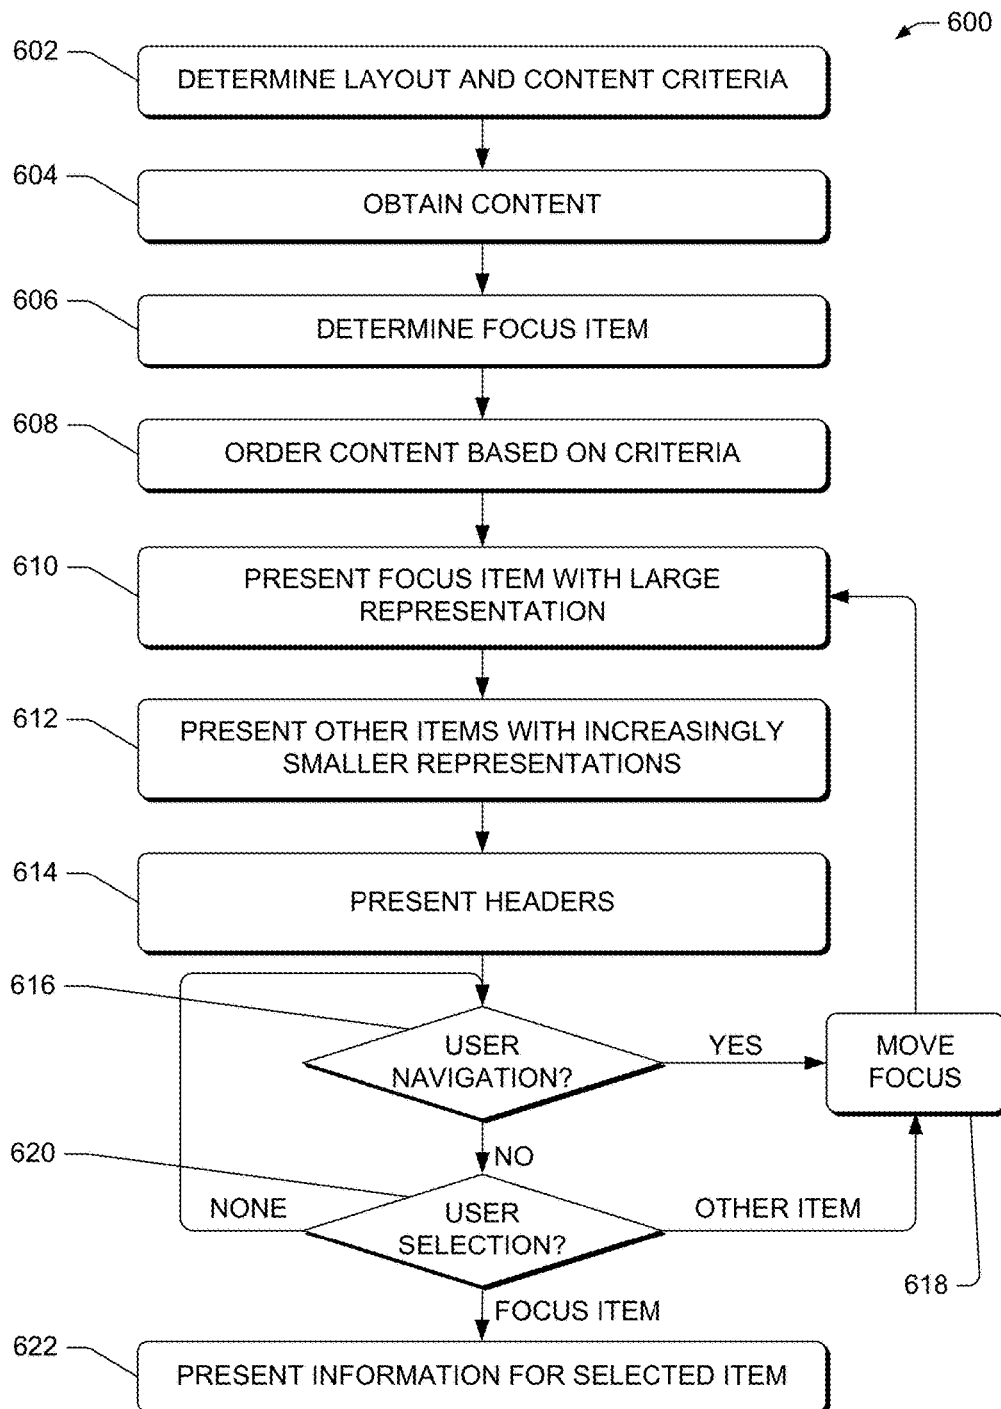 600
602
DETERMINE LAYOUT AND CONTENT CRITERIA
604
OBTAIN CONTENT
606
DETERMINE FOCUS ITEM
608
ORDER CONTENT BASED ON CRITERIA
610
PRESENT FOCUS ITEM WITH LARGE
REPRESENTATION
612
PRESENT OTHER ITEMS WITH INCREASINGLY
SMALLER REPRESENTATIONS
614
PRESENT HEADERS
616
USER
NAVIGATION?
YES
MOVE
FOCUS
NO
620
NONE
USER
SELECTION?
OTHER ITEM
618
FOCUS ITEM
622
PRESENT INFORMATION FOR SELECTED ITEM